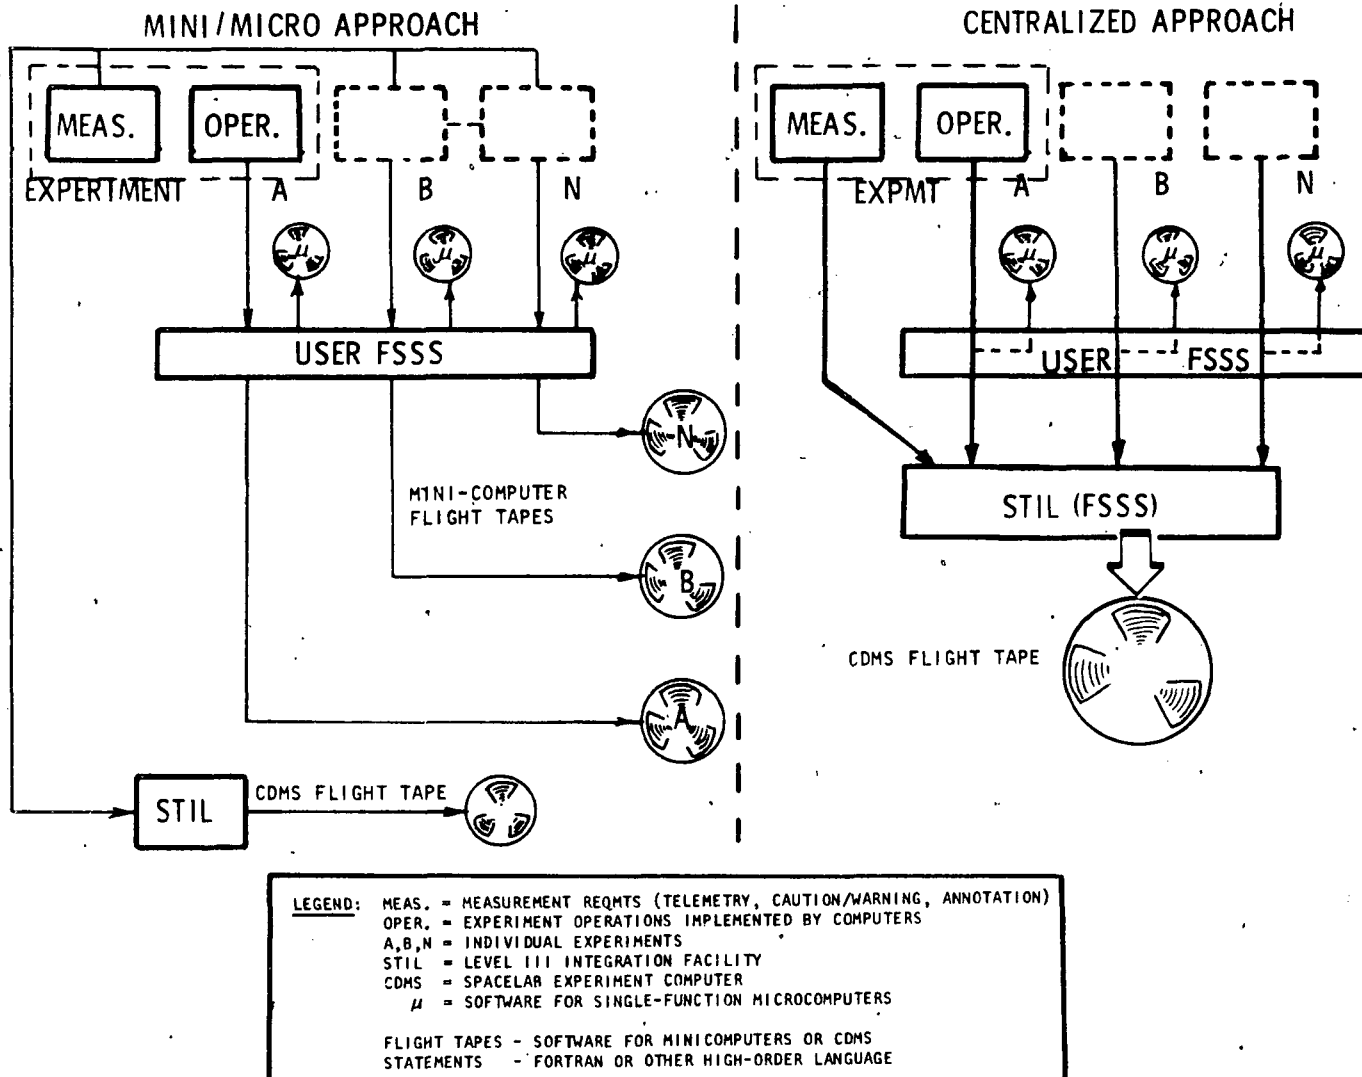 MINI/MICRO APPROACH
MEAS.
OPER.
EXPERTMENT
A
B
N
μ
μ
μ
USER FSSS
N
MINI-COMPUTER
FLIGHT TAPES
B
A
STIL
CDMS FLIGHT TAPE
CENTRALIZED APPROACH
MEAS.
OPER.
EXPMT
A
B
N
μ
μ
μ
USER FSSS
STIL (FSSS)
CDMS FLIGHT TAPE
LEGEND: MEAS. = MEASUREMENT REQMTS (TELEMETRY, CAUTION/WARNING, ANNOTATION)
OPER. = EXPERIMENT OPERATIONS IMPLEMENTED BY COMPUTERS
A,B,N = INDIVIDUAL EXPERIMENTS
STIL = LEVEL III INTEGRATION FACILITY
CDMS = SPACELAB EXPERIMENT COMPUTER
μ = SOFTWARE FOR SINGLE-FUNCTION MICROCOMPUTERS
FLIGHT TAPES - SOFTWARE FOR MINICOMPUTERS OR CDMS
STATEMENTS - FORTRAN OR OTHER HIGH-ORDER LANGUAGE